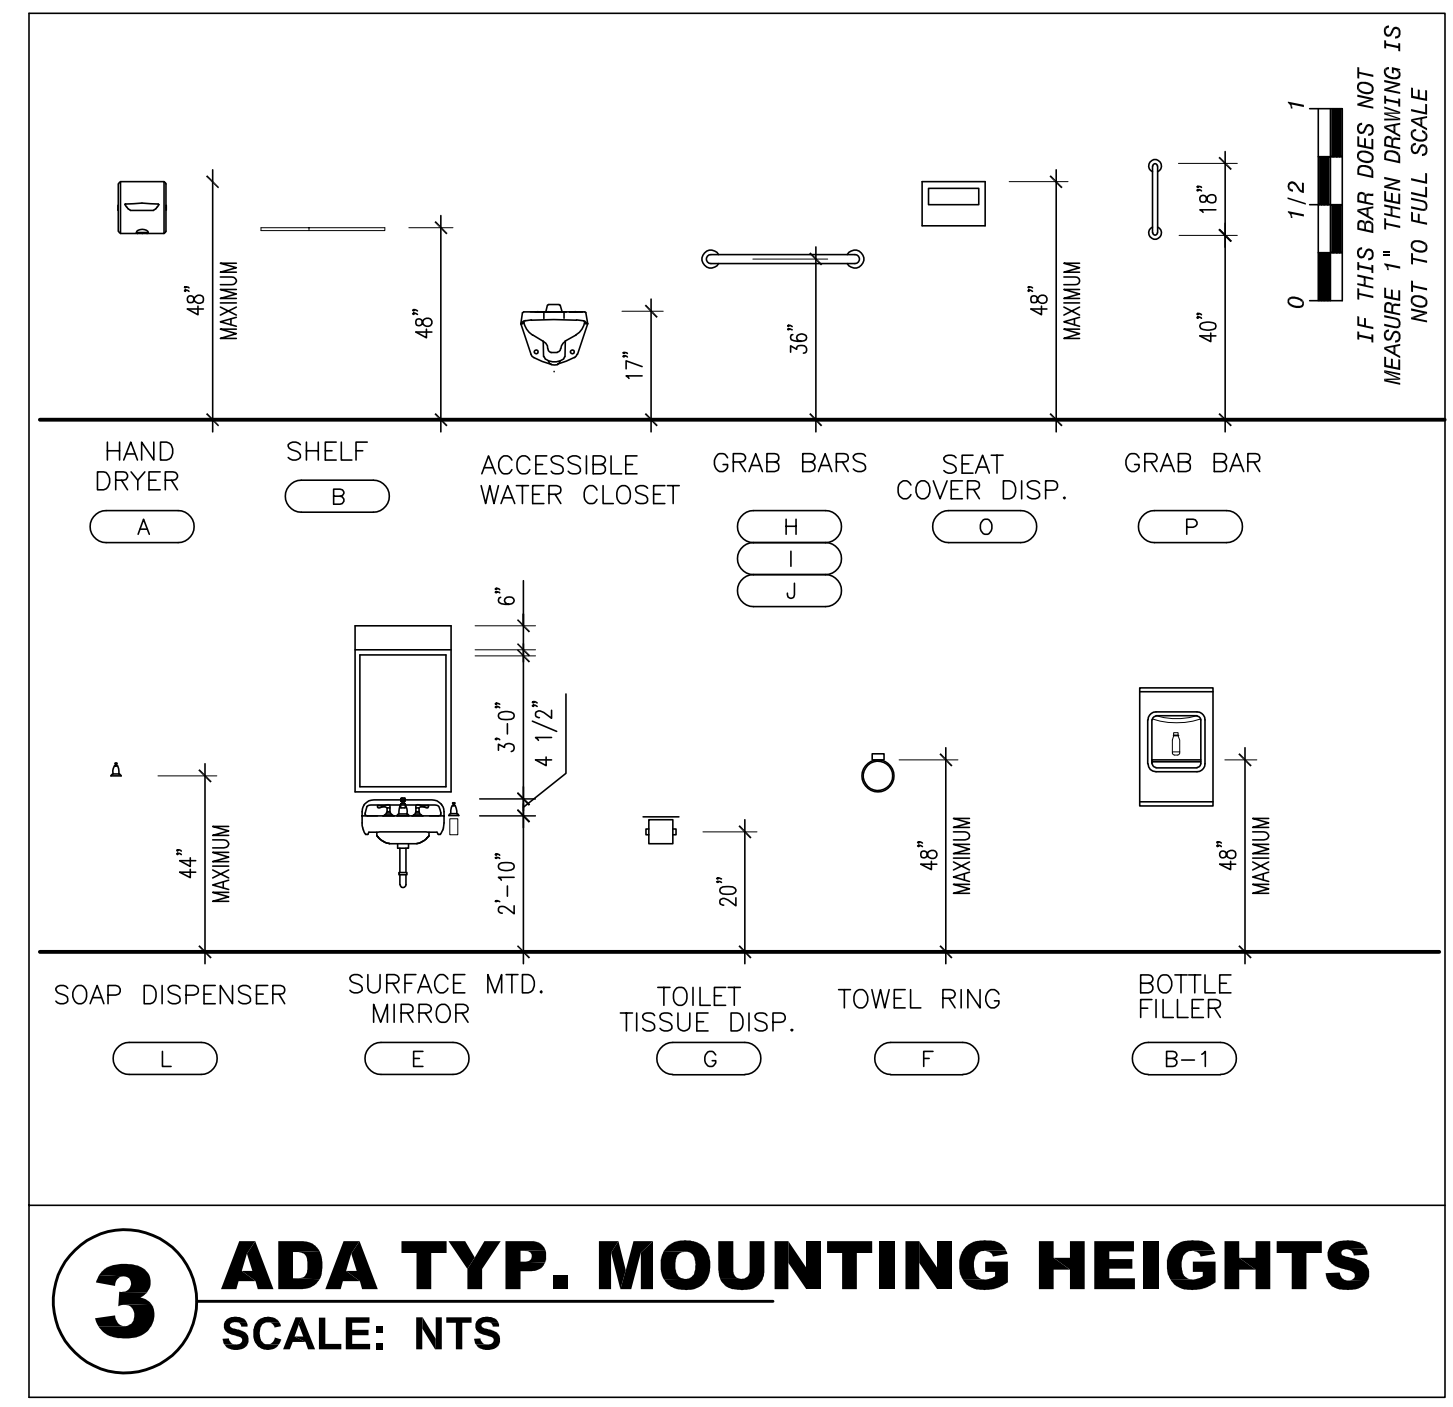 48"
MAXIMUM
48"
17"
36"
48"
MAXIMUM
18"
40"
0 1/2 1
IF THIS BAR DOES NOT
MEASURE 1" THEN DRAWING IS
NOT TO FULL SCALE
HAND
DRYER
A
SHELF
B
ACCESSIBLE
WATER CLOSET
GRAB BARS
H
I
J
SEAT
COVER DISP.
O
GRAB BAR
P
44"
MAXIMUM
6"
3'-0"
4 1/2"
2'-10"
20"
48"
MAXIMUM
48"
MAXIMUM
SOAP DISPENSER
L
SURFACE MTD.
MIRROR
E
TOILET
TISSUE DISP.
G
TOWEL RING
F
BOTTLE
FILLER
B-1
3
ADA TYP. MOUNTING HEIGHTS
SCALE: NTS